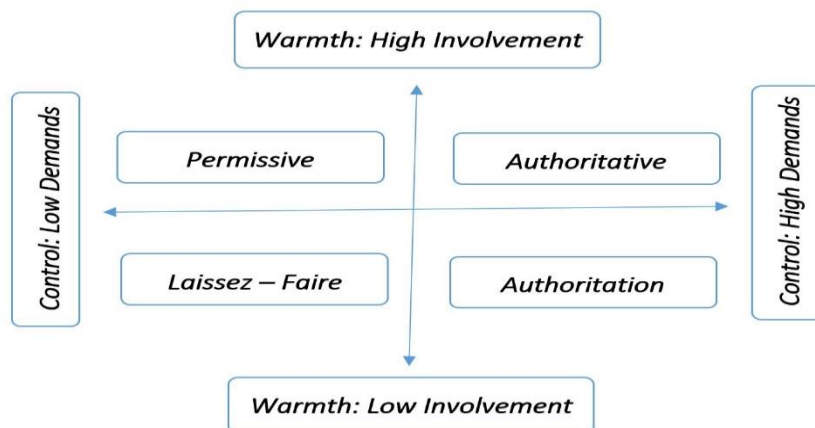 Warmth: High Involvement
Control: Low Demands
Permissive
Authoritative
Control: High Demands
Laissez – Faire
Authoritation
Warmth: Low Involvement